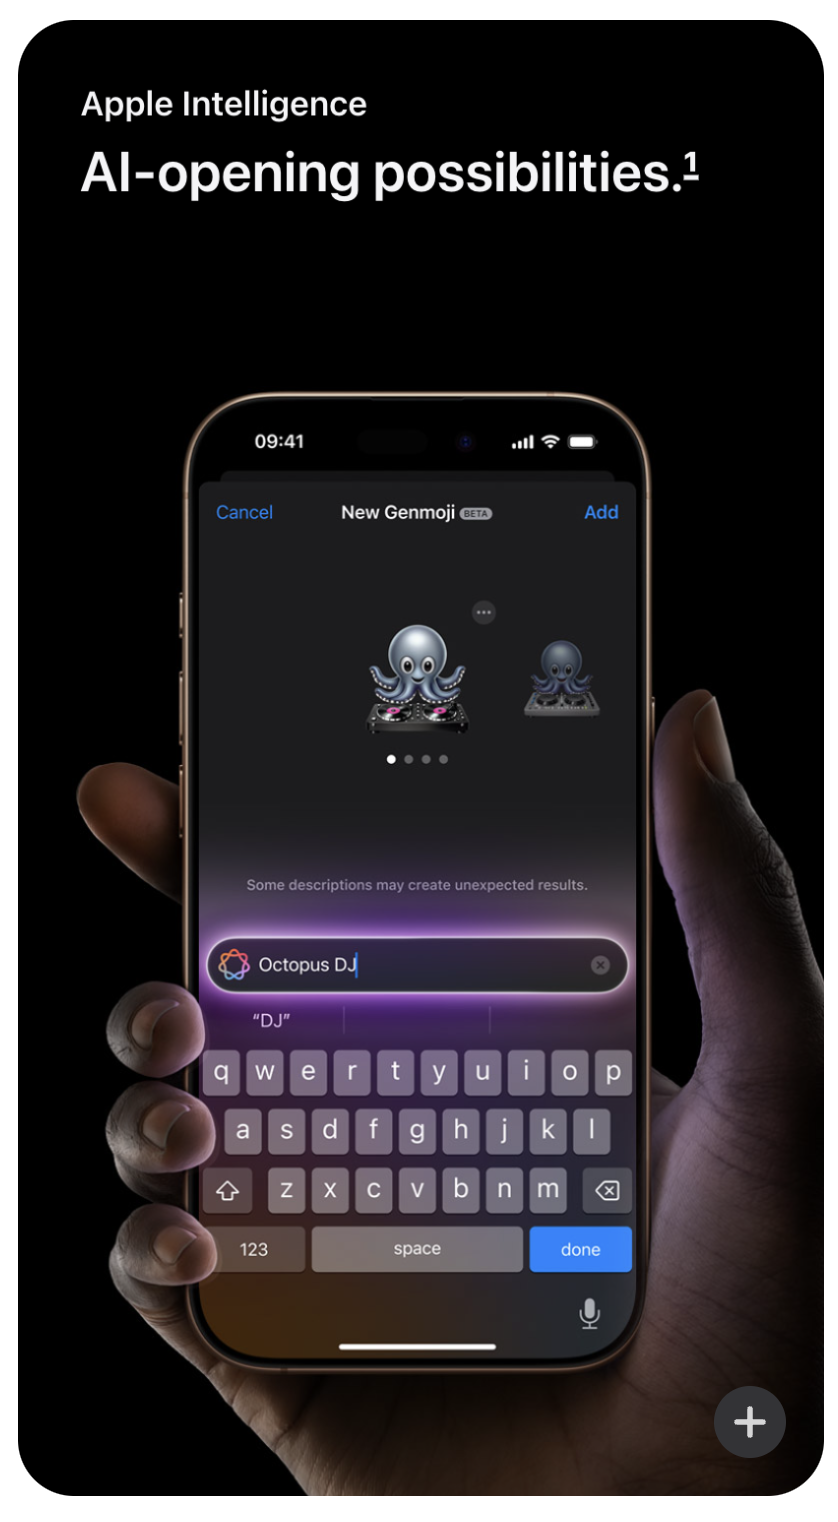 Apple Intelligence
AI-opening possibilities.1
09:41
Cancel New Genmoji BETA Add
Some descriptions may create unexpected results.
Octopus DJ
“DJ”
q w e r t y u i o p
a s d f g h j k l
z x c v b n m
123 space done